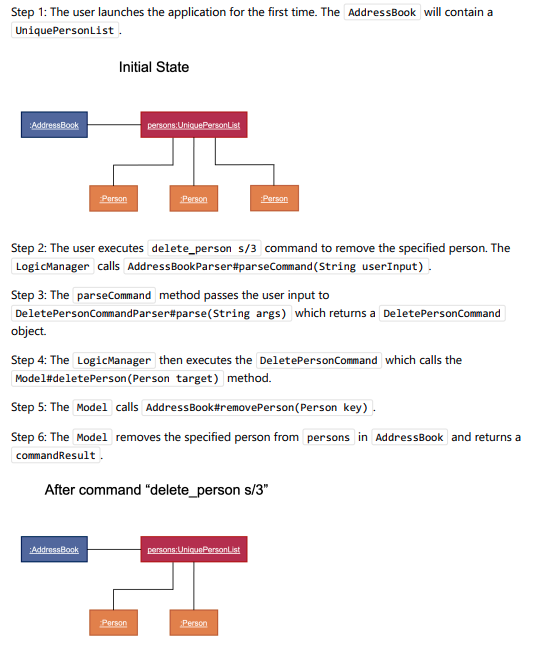 Step 1: The user launches the application for the first time. The AddressBook will contain a
UniquePersonList .
Initial State
:AddressBook
persons:UniquePersonList
:Person
:Person
:Person
Step 2: The user executes delete_person s/3 command to remove the specified person. The
LogicManager calls AddressBookParser#parseCommand(String userInput) .
Step 3: The parseCommand method passes the user input to
DeletePersonCommandParser#parse(String args) which returns a DeletePersonCommand
object.
Step 4: The LogicManager then executes the DeletePersonCommand which calls the
Model#deletePerson(Person target) method.
Step 5: The Model calls AddressBook#removePerson(Person key) .
Step 6: The Model removes the specified person from persons in AddressBook and returns a
commandResult .
After command “delete_person s/3”
:AddressBook
persons:UniquePersonList
:Person
:Person